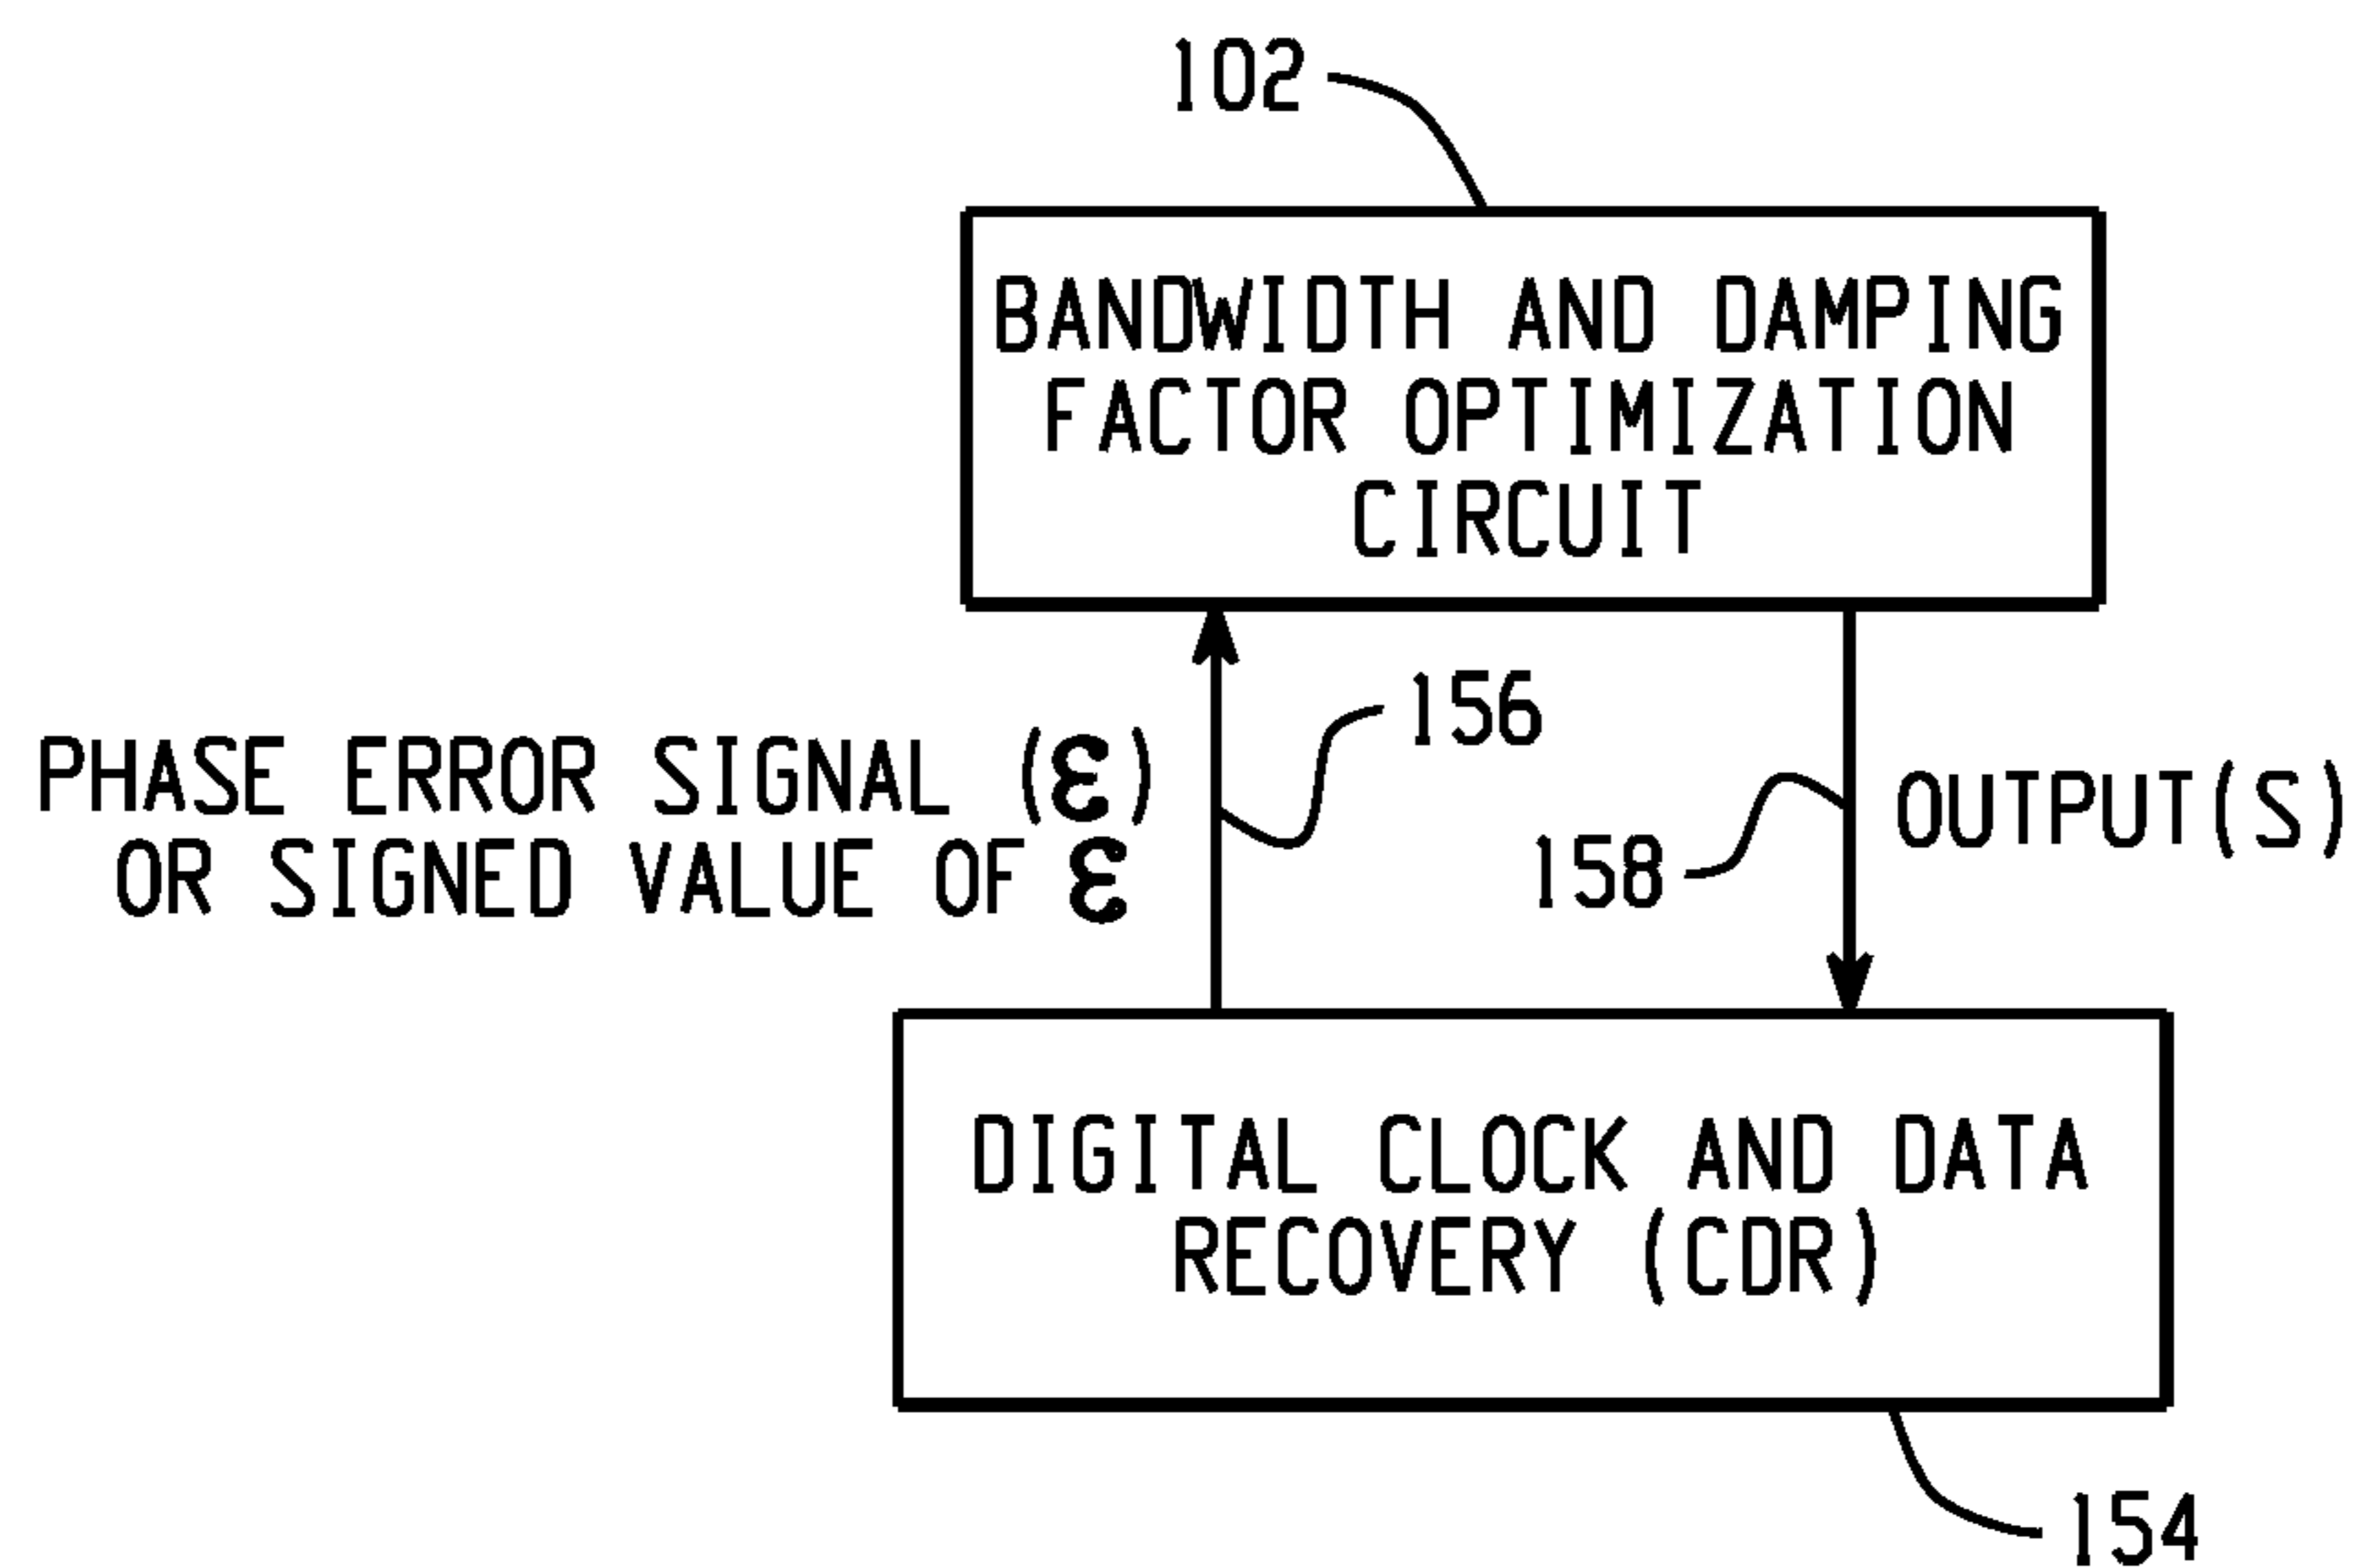 102
BANDWIDTH AND DAMPING
FACTOR OPTIMIZATION
CIRCUIT
156
PHASE ERROR SIGNAL (ε)
OR SIGNED VALUE OF ε
158
OUTPUT(S)
DIGITAL CLOCK AND DATA
RECOVERY (CDR)
154